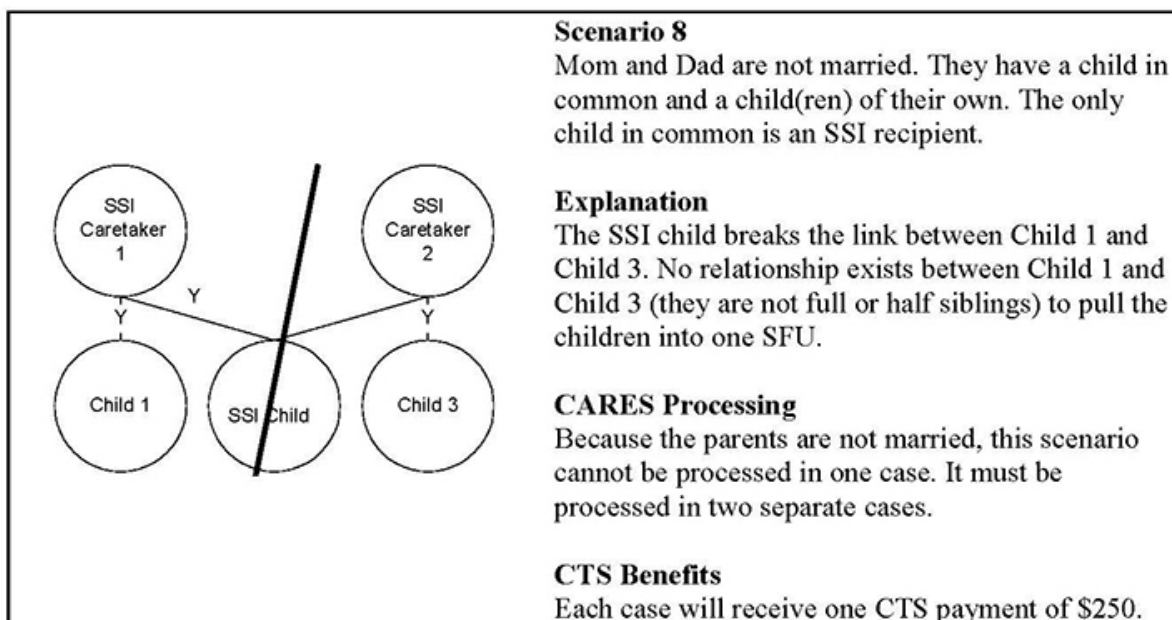 SSI
Caretaker
1
SSI
Caretaker
2
Y
Y
Y
Child 1
SSI Child
Child 3
Scenario 8
Mom and Dad are not married. They have a child in
common and a child(ren) of their own. The only
child in common is an SSI recipient.
Explanation
The SSI child breaks the link between Child 1 and
Child 3. No relationship exists between Child 1 and
Child 3 (they are not full or half siblings) to pull the
children into one SFU.
CARES Processing
Because the parents are not married, this scenario
cannot be processed in one case. It must be
processed in two separate cases.
CTS Benefits
Each case will receive one CTS payment of $250.